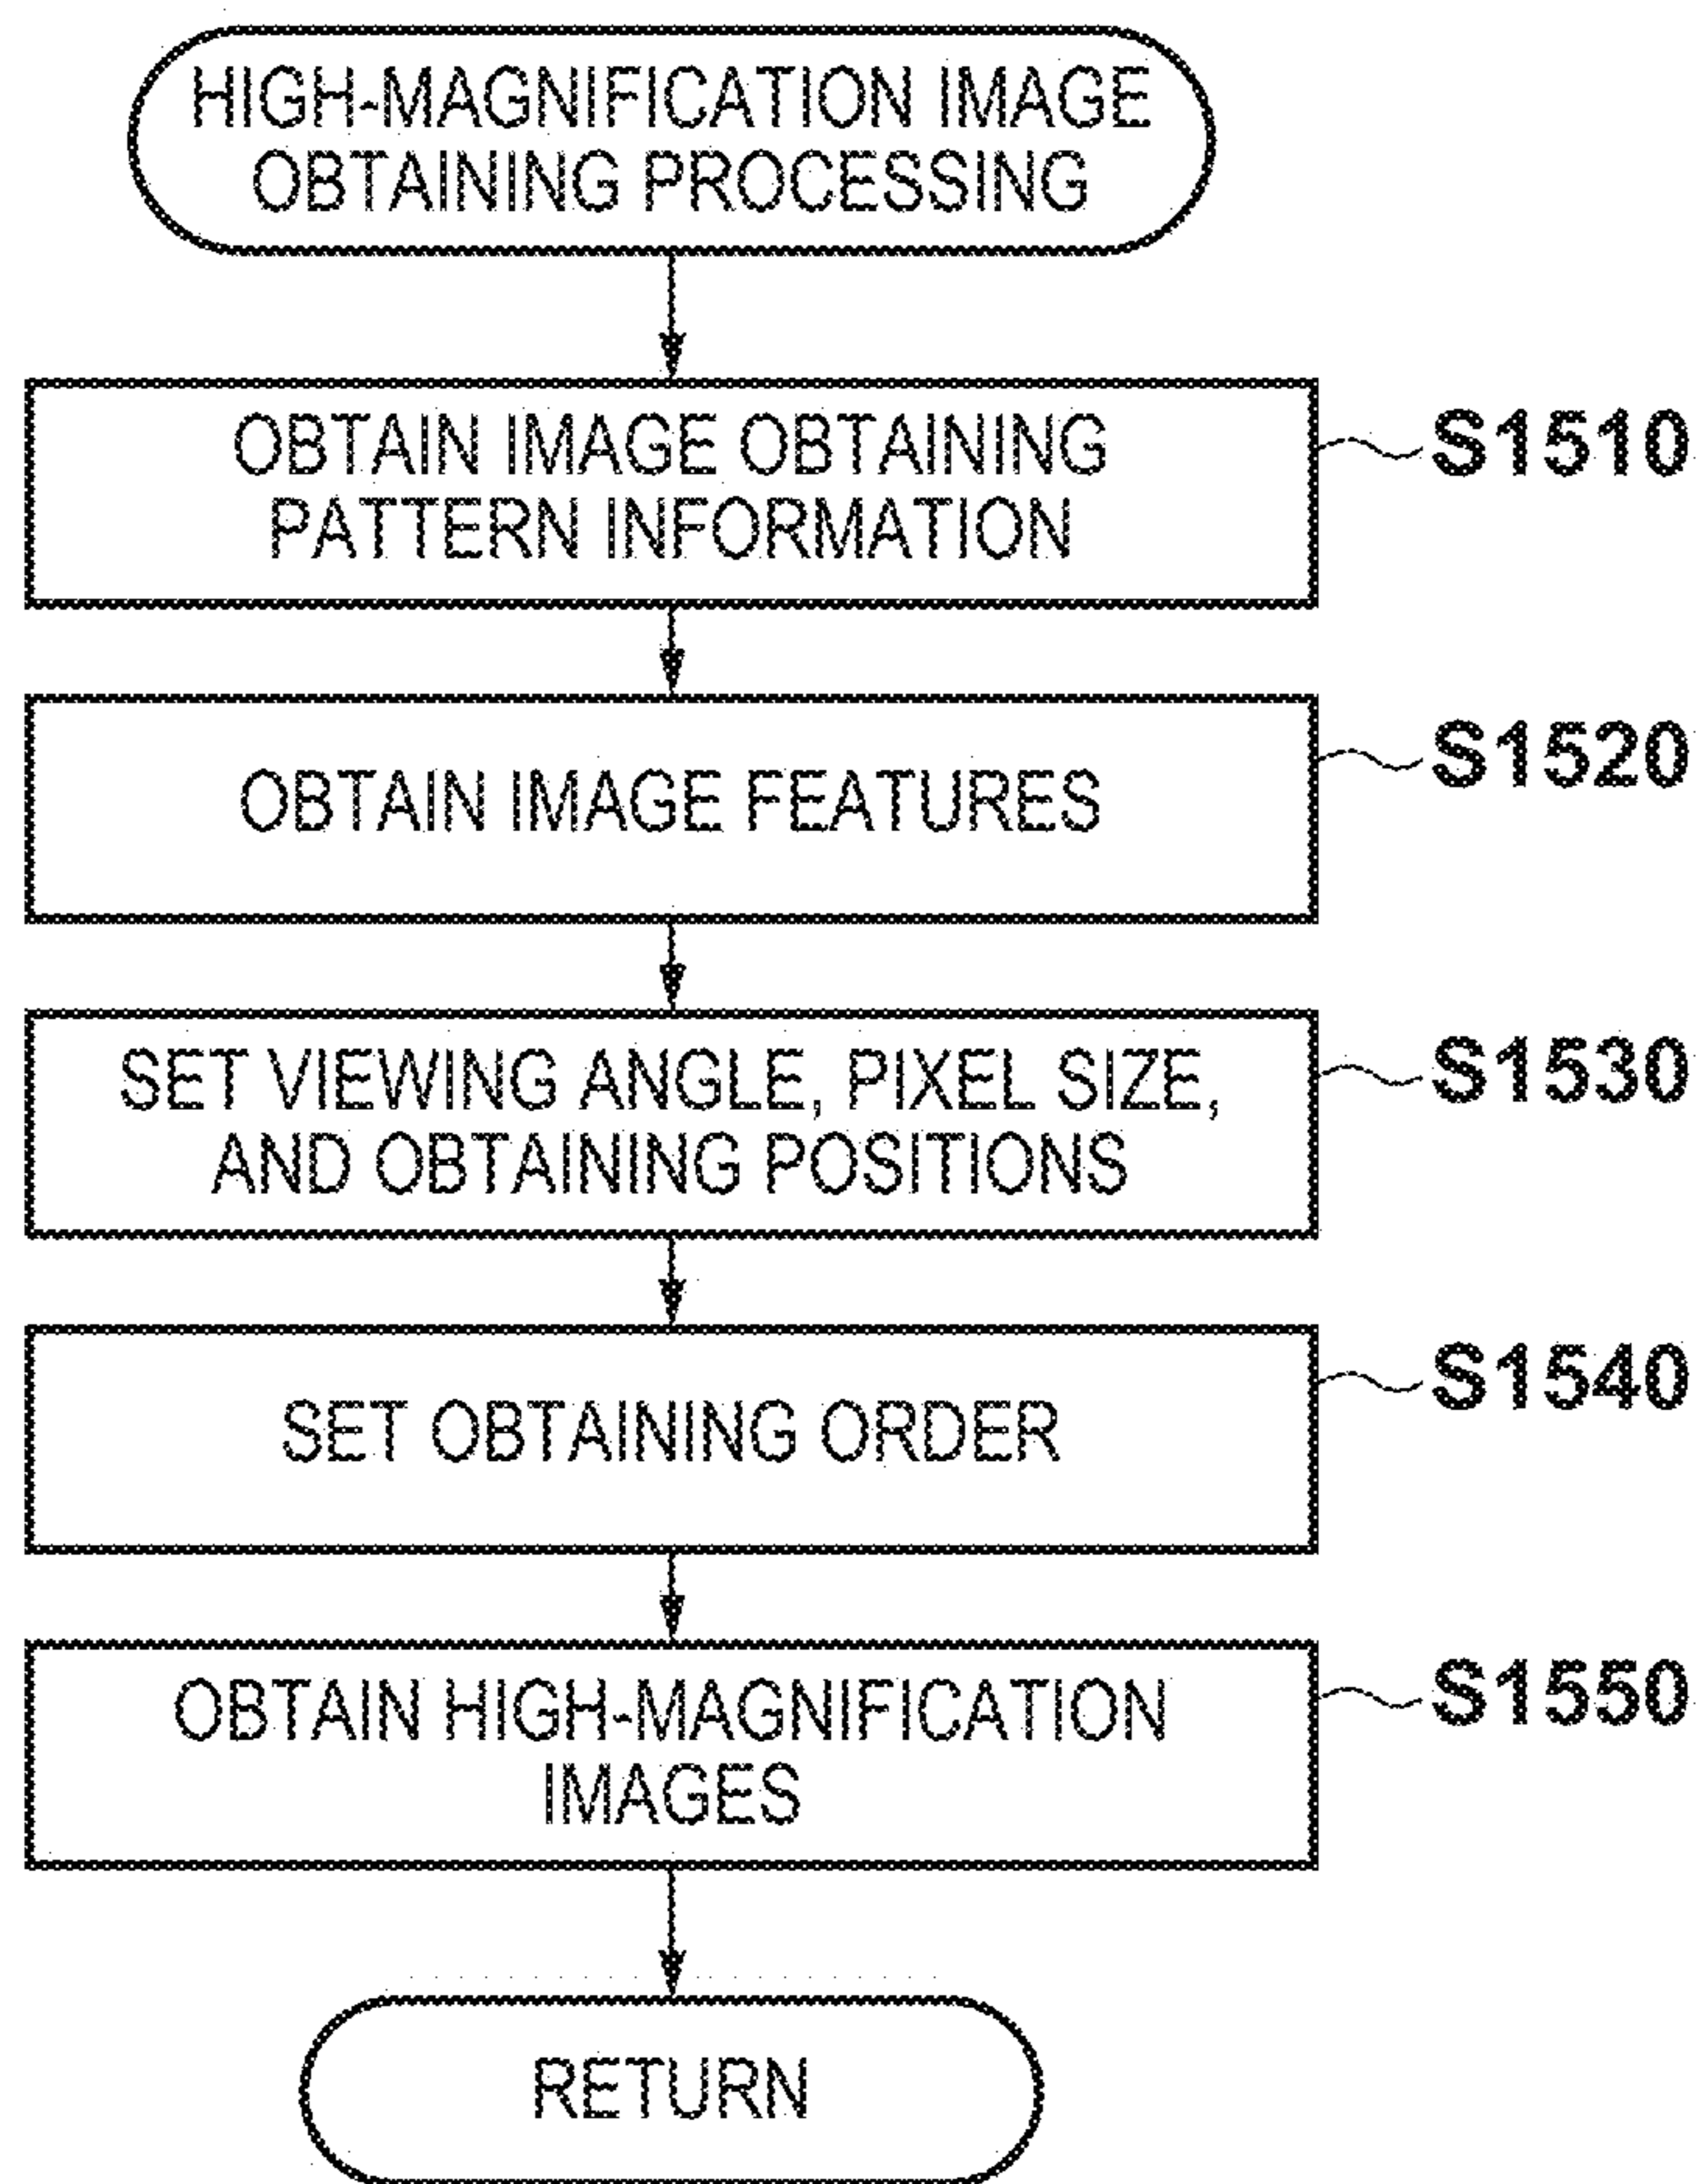 HIGH-MAGNIFICATION IMAGE
OBTAINING PROCESSING
OBTAIN IMAGE OBTAINING
PATTERN INFORMATION
S1510
OBTAIN IMAGE FEATURES
S1520
SET VIEWING ANGLE, PIXEL SIZE,
AND OBTAINING POSITIONS
S1530
SET OBTAINING ORDER
S1540
OBTAIN HIGH-MAGNIFICATION
IMAGES
S1550
RETURN